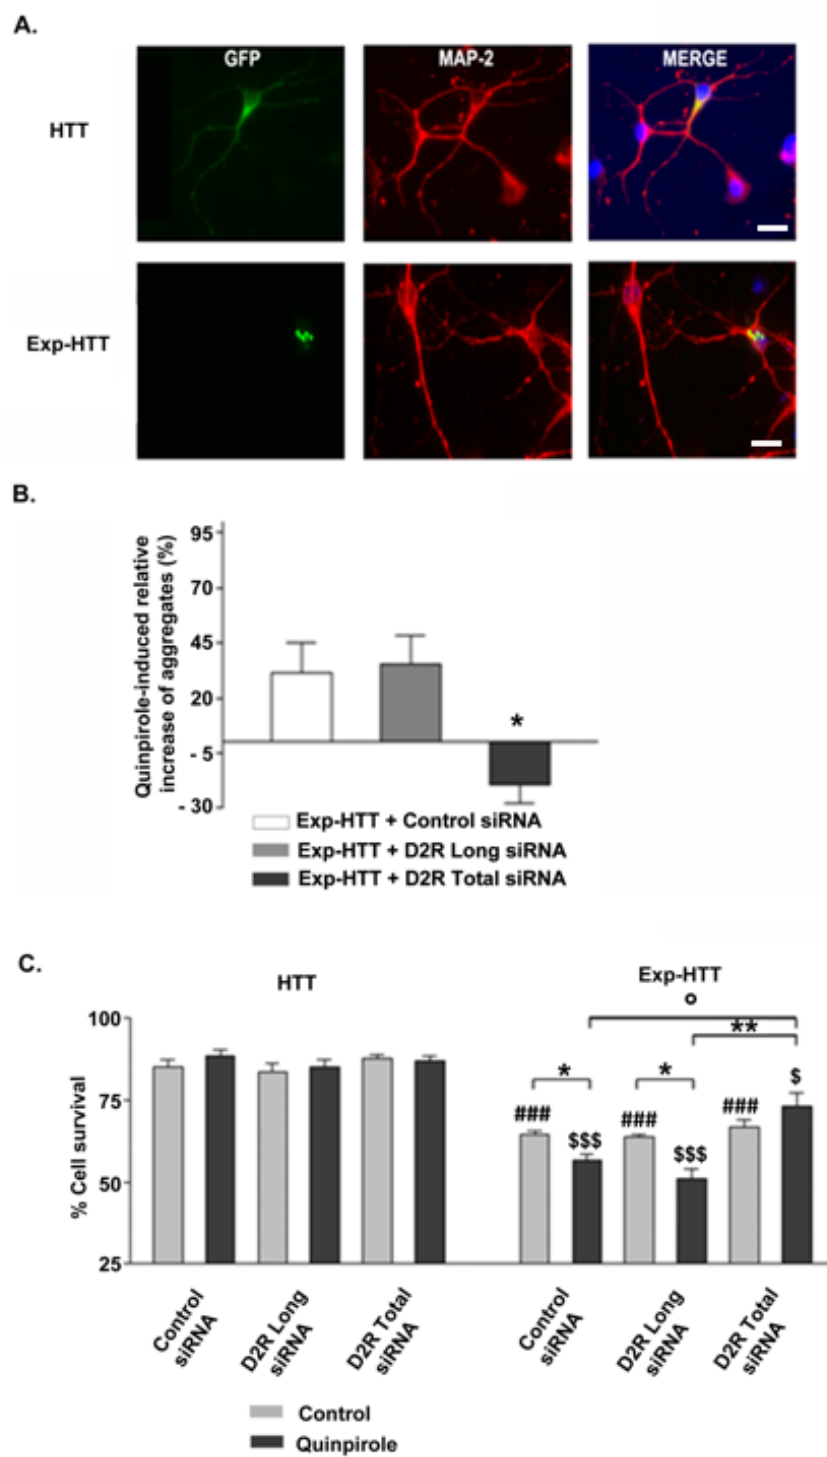 A.
GFP
MAP-2
MERGE
HTT
Exp-HTT
B.
Quinpirole-induced relative
increase of aggregates (%)
95
70
45
20
- 5
- 30
*
Exp-HTT + Control siRNA
Exp-HTT + D2R Long siRNA
Exp-HTT + D2R Total siRNA
C.
HTT
Exp-HTT
% Cell survival
100
75
50
25
°
**
*
*
$
###
###
###
$$$
$$$
Control
siRNA
D2R Long
siRNA
D2R Total
siRNA
Control
siRNA
D2R Long
siRNA
D2R Total
siRNA
Control
Quinpirole